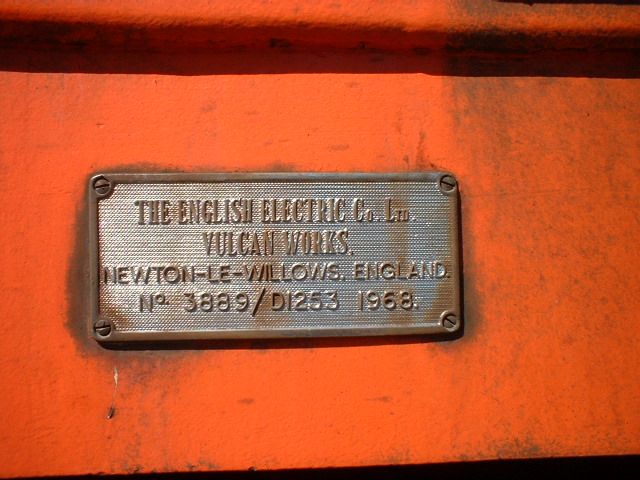 THE ENGLISH ELECTRIC Co. LTD.
VULCAN WORKS.
NEWTON-LE-WILLOWS. ENGLAND.
No. 3889/D1253 1968.